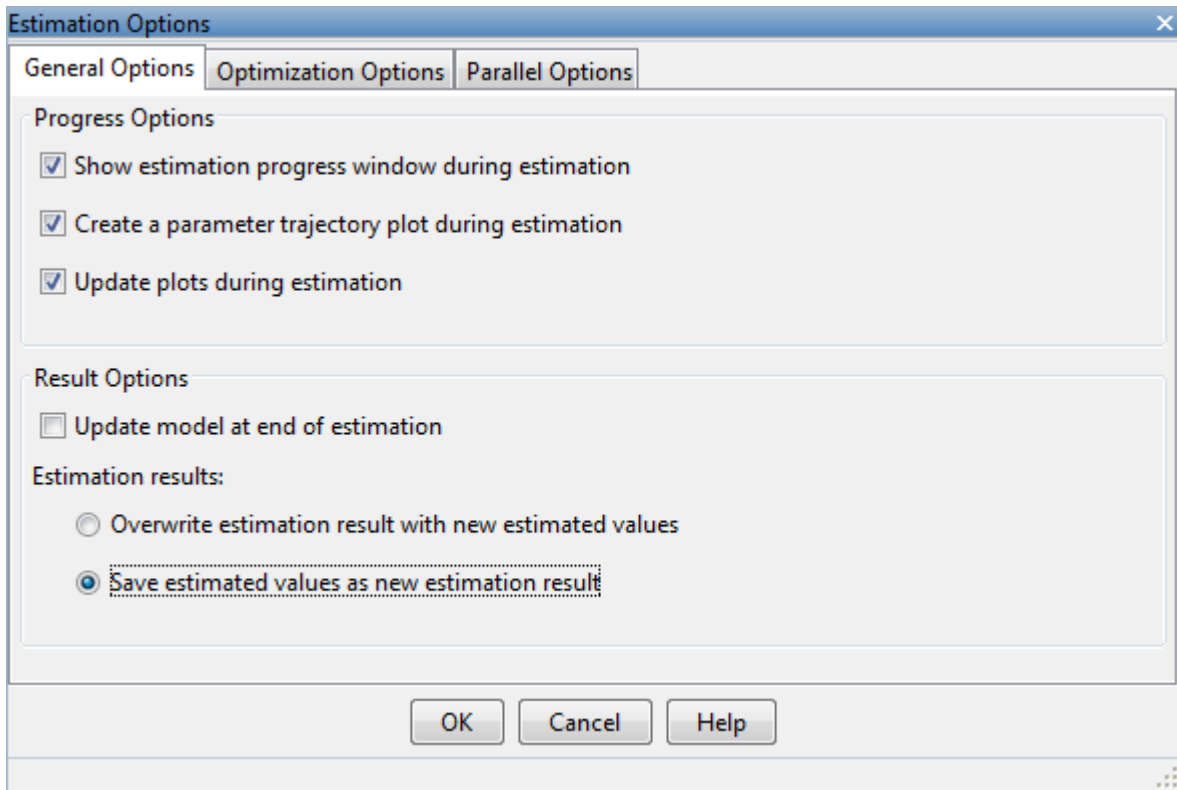 Estimation Options
General Options Optimization Options Parallel Options
Progress Options
Show estimation progress window during estimation
Create a parameter trajectory plot during estimation
Update plots during estimation
Result Options
Update model at end of estimation
Estimation results:
Overwrite estimation result with new estimated values
Save estimated values as new estimation result
OK Cancel Help